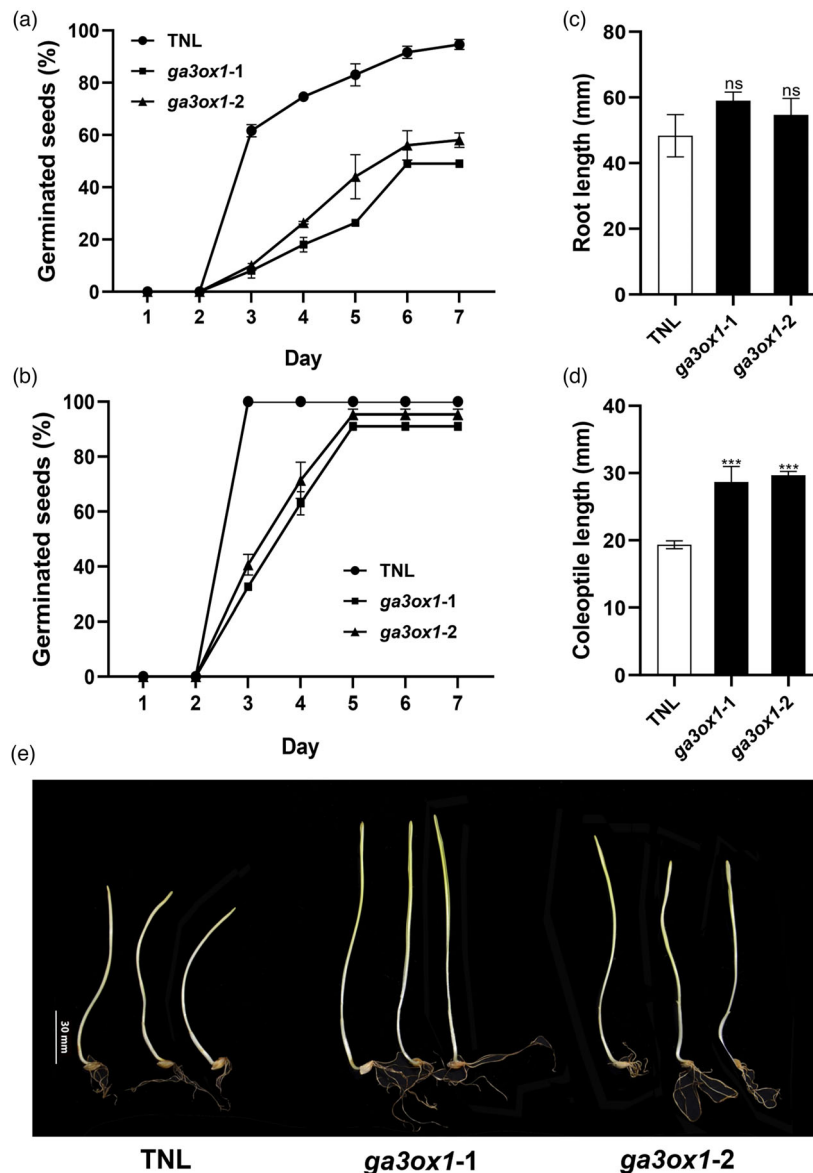 (a)
Germinated seeds (%)
100
80
60
40
20
0
TNL
ga3ox1-1
ga3ox1-2
1 2 3 4 5 6 7
Day
(b)
Germinated seeds (%)
100
80
60
40
20
0
TNL
ga3ox1-1
ga3ox1-2
1 2 3 4 5 6 7
Day
(c)
Root length (mm)
80
60
40
20
0
ns
ns
TNL
ga3ox1-1
ga3ox1-2
(d)
Coleoptile length (mm)
40
30
20
10
0
***
***
TNL
ga3ox1-1
ga3ox1-2
(e)
30 mm
TNL ga3ox1-1 ga3ox1-2